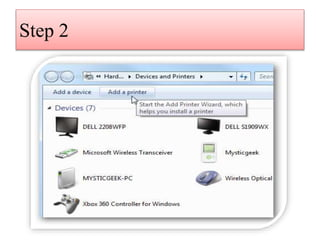 Step 2
Hard... ▸ Devices and Printers ▸
Sear
Add a device
Add a printer
Start the Add Printer Wizard, which
helps you install a printer
Devices (7)
DELL 2208WFP
DELL S1909WX
Microsoft Wireless Transceiver
Mysticgeek
MYSTICGEEK-PC
Wireless Optical
Xbox 360 Controller for Windows